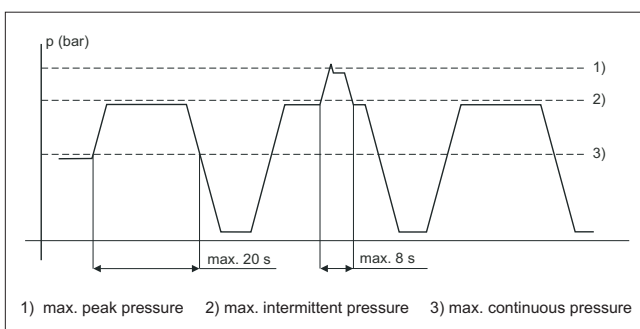 p (bar)
1)
2)
3)
max. 20 s
max. 8 s
1) max. peak pressure 2) max. intermittent pressure 3) max. continuous pressure